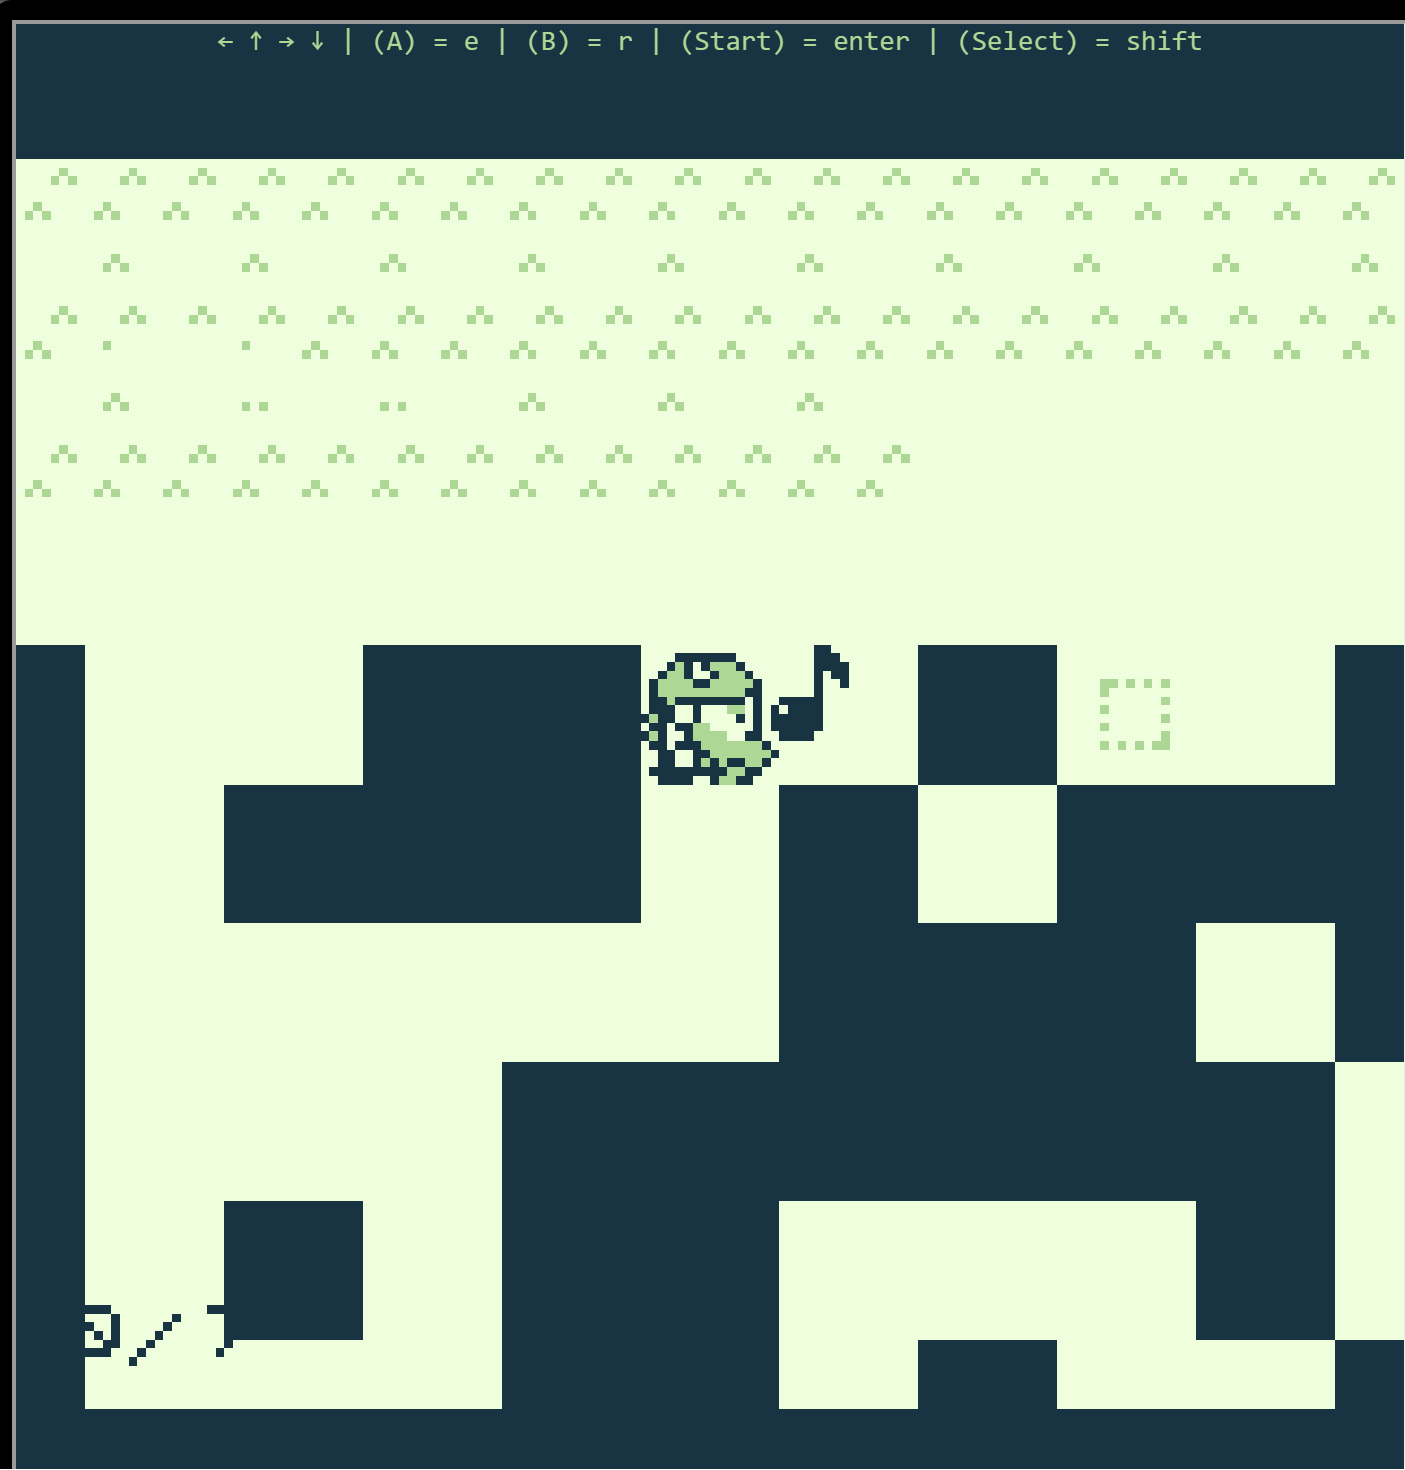 ← ↑ → ↓ | (A) = e | (B) = r | (Start) = enter | (Select) = shift